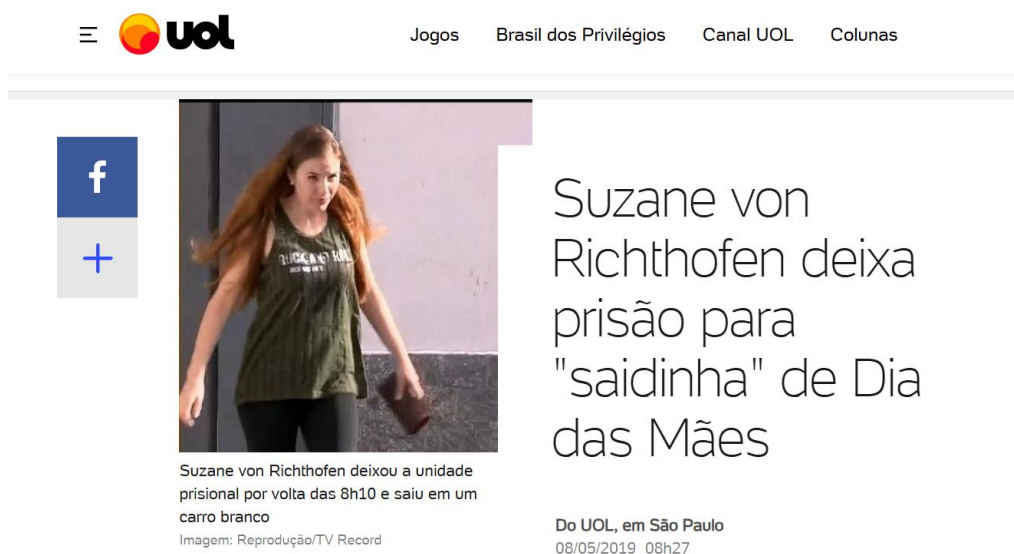 uol
Jogos Brasil dos Privilégios Canal UOL Colunas
f
+
Suzane von
Richthofen deixa
prisão para
"saidinha" de Dia
das Mães
Suzane von Richthofen deixou a unidade
prisional por volta das 8h10 e saiu em um
carro branco
Imagem: Reprodução/TV Record
Do UOL, em São Paulo
08/05/2019 08h27